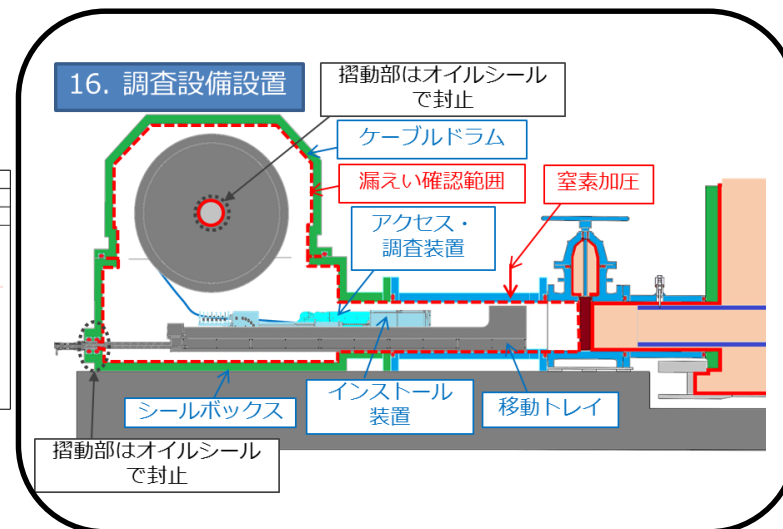 16. 調査設備設置
摺動部はオイルシール
で封止
ケーブルドラム
漏えい確認範囲
窒素加圧
アクセス・
調査装置
シールボックス
インストール
装置
移動トレイ
摺動部はオイルシール
で封止